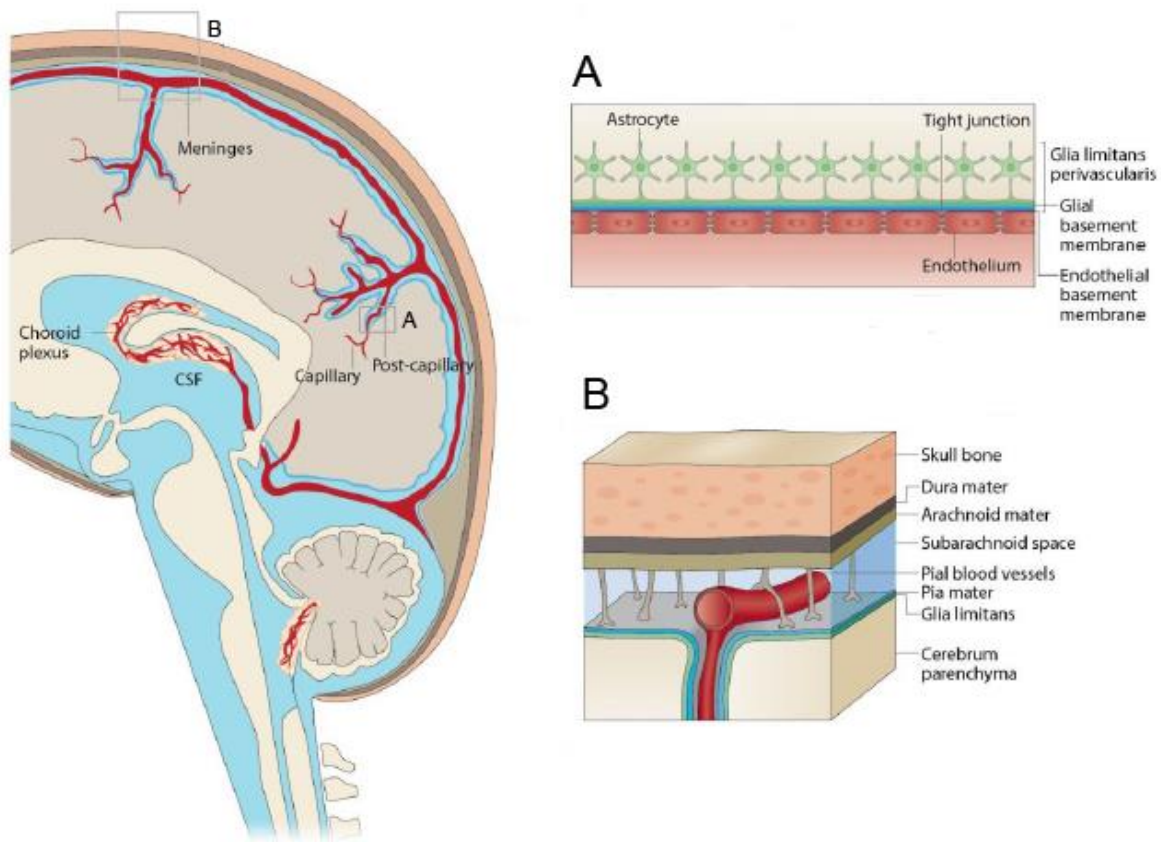 B
Meninges
Choroid
plexus
CSF
A
Capillary
Post-capillary
A
Astrocyte
Tight junction
Glia limitans
perivascularis
Glial
basement
membrane
Endothelium
Endothelial
basement
membrane
B
Skull bone
Dura mater
Arachnoid mater
Subarachnoid space
Pial blood vessels
Pia mater
Glia limitans
Cerebrum
parenchyma